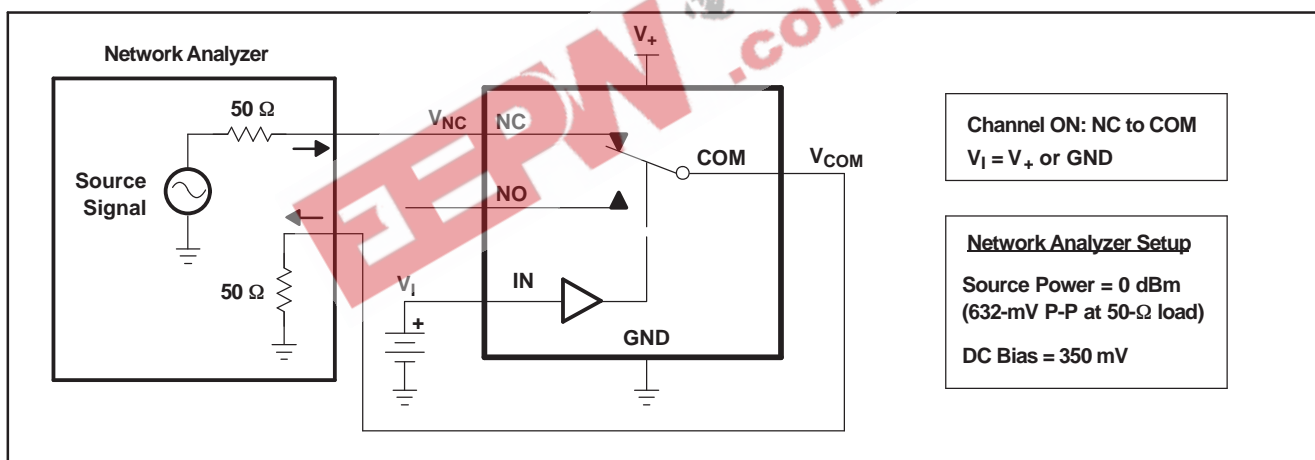 Network Analyzer
50 Ω
Source
Signal
50 Ω
V+
VNC
NC
NO
COM
VCOM
VI
IN
+
GND
Channel ON: NC to COM
VI = V+ or GND
Network Analyzer Setup
Source Power = 0 dBm
(632-mV P-P at 50-Ω load)
DC Bias = 350 mV
EEPW
.com